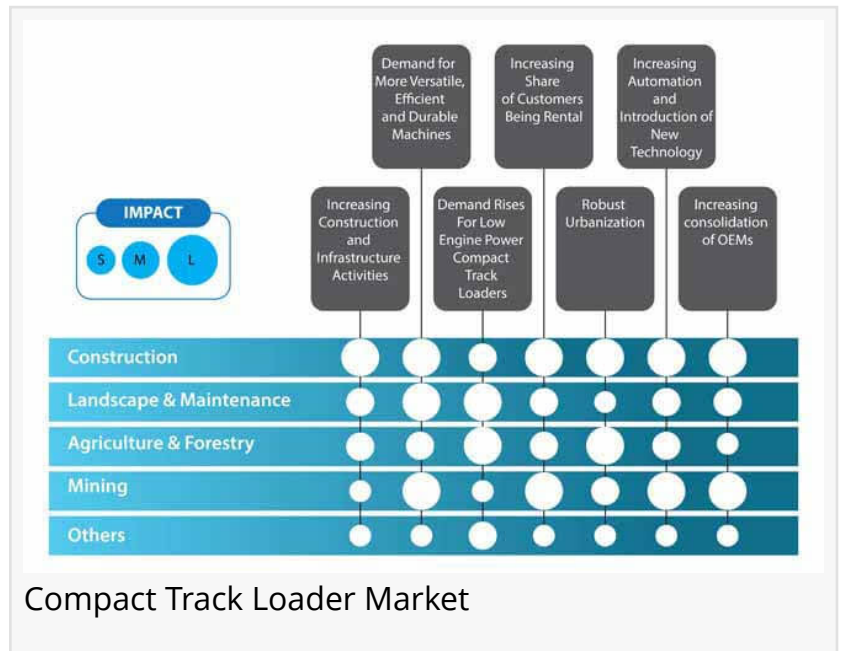 Demand for
More Versatile,
Efficient
and Durable
Machines
Increasing
Share
of Customers
Being Rental
Increasing
Automation
and
Introduction of
New
Technology
IMPACT
S M L
Increasing
Construction
and
Infrastructure
Activities
Demand Rises
For Low
Engine Power
Compact
Track
Loaders
Robust
Urbanization
Increasing
consolidation
of OEMs
Construction
Landscape & Maintenance
Agriculture & Forestry
Mining
Others
Compact Track Loader Market